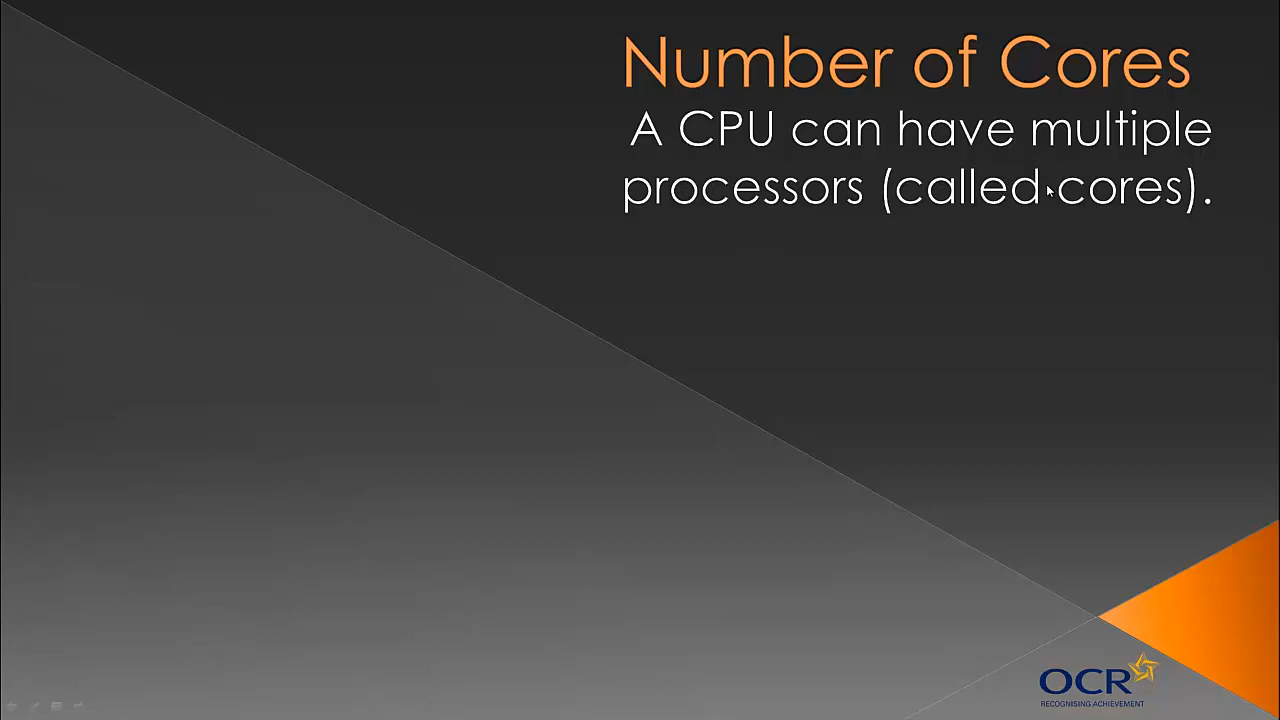 Number of Cores
A CPU can have multiple
processors (called cores).
OCR
RECOGNISING ACHIEVEMENT